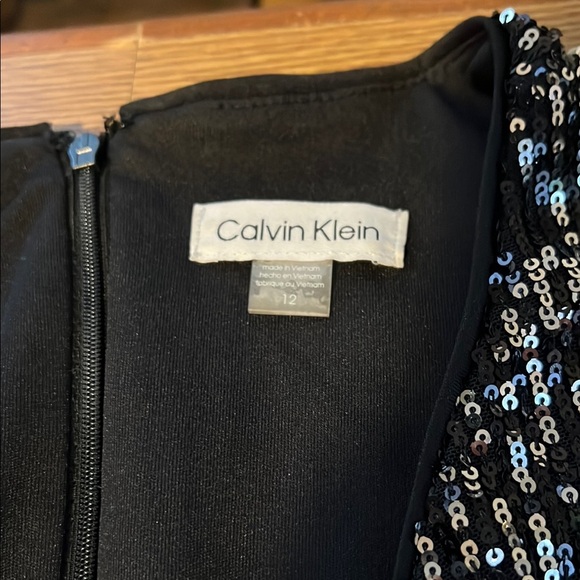 Calvin Klein
made in Vietnam
hecho en Vietnam
fabriqué au Vietnam
12